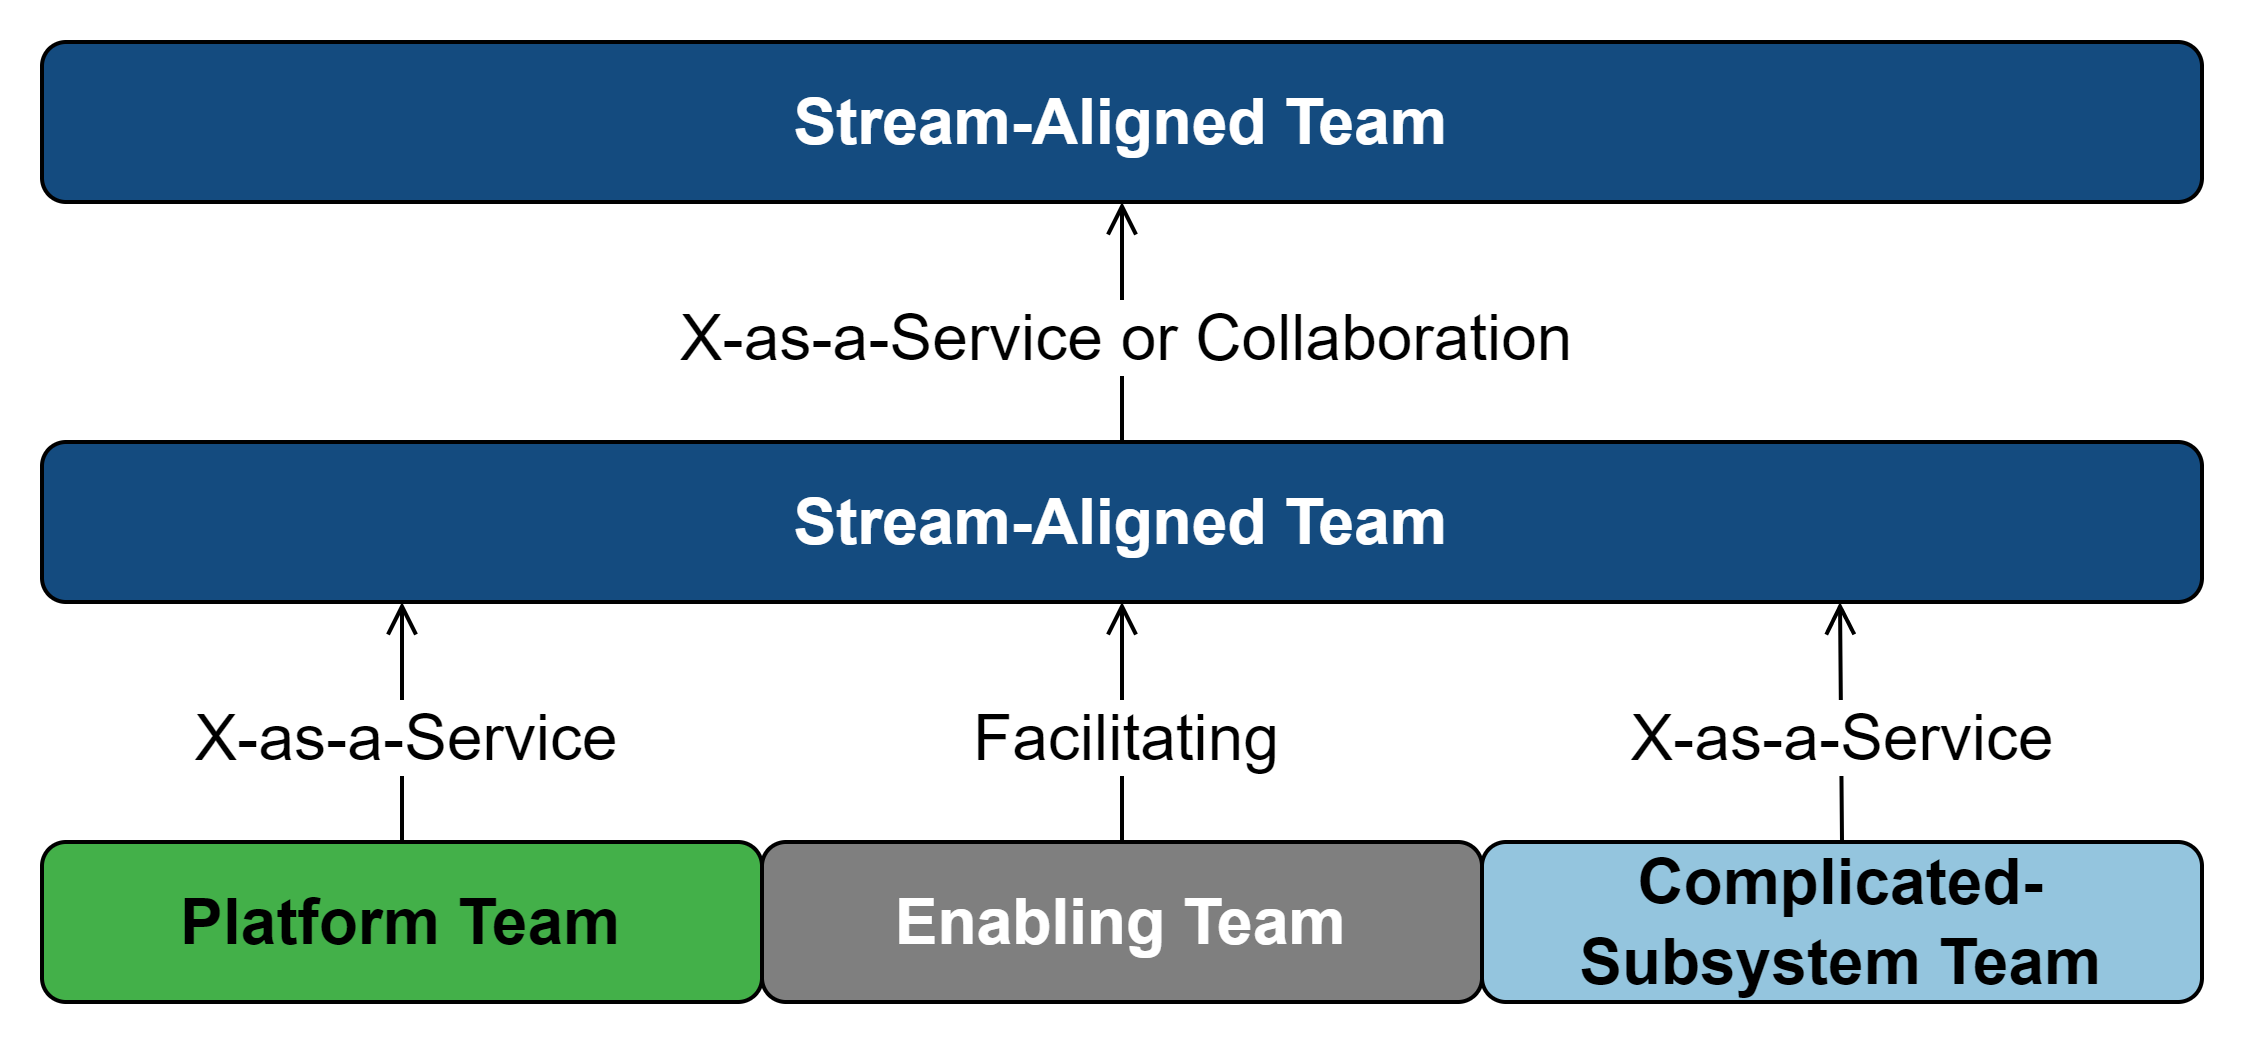 Stream-Aligned Team
X-as-a-Service or Collaboration
Stream-Aligned Team
X-as-a-Service
Facilitating
X-as-a-Service
Platform Team
Enabling Team
Complicated-
Subsystem Team